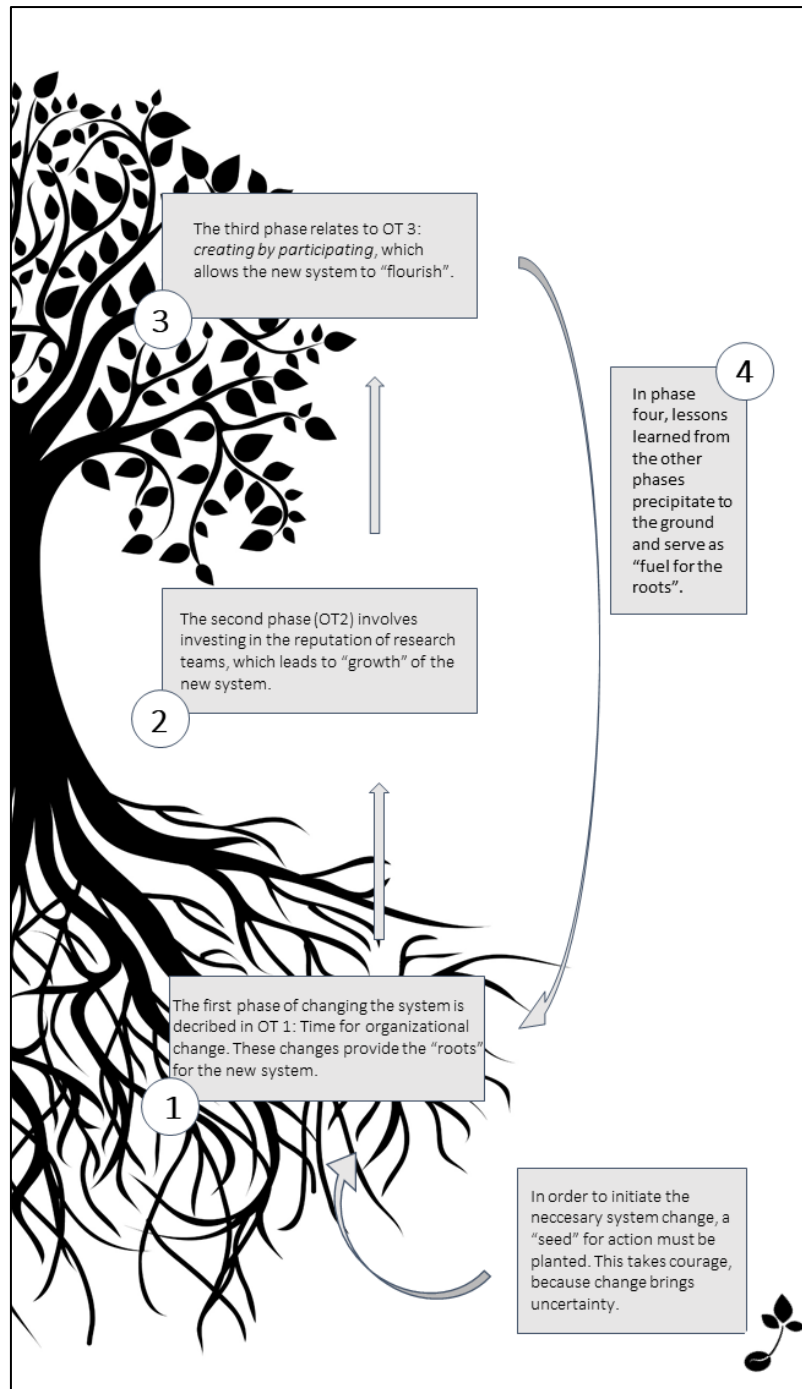 The third phase relates to OT 3:
creating by participating, which
allows the new system to “flourish”.
3
4
In phase
four, lessons
learned from
the other
phases
precipitate to
the ground
and serve as
“fuel for the
roots”.
The second phase (OT2) involves
investing in the reputation of research
teams, which leads to “growth” of the
new system.
2
The first phase of changing the system is
decribed in OT 1: Time for organizational
change. These changes provide the “roots”
for the new system.
1
In order to initiate the
neccesary system change, a
“seed” for action must be
planted. This takes courage,
because change brings
uncertainty.